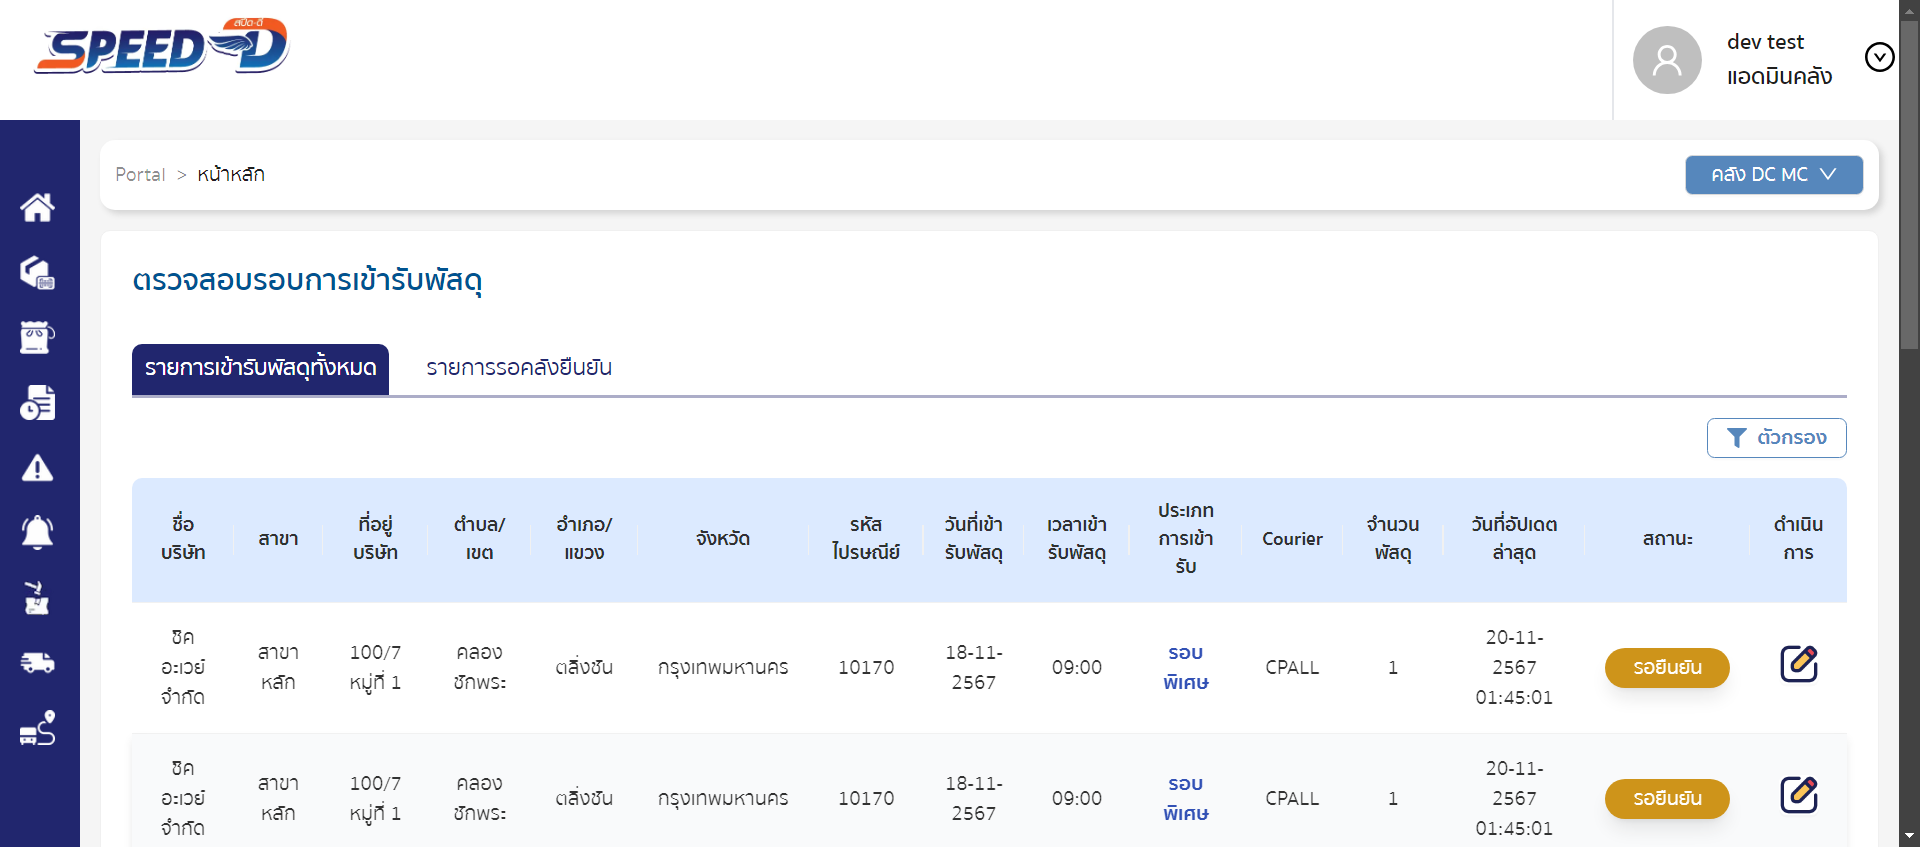 สปีด-ดี
SPEED-D
dev test
แอดมินคลัง
Portal > หน้าหลัก
คลัง DC MC
ตรวจสอบรอบการเข้ารับพัสดุ
รายการเข้ารับพัสดุทั้งหมด
รายการรอคลังยืนยัน
ตัวกรอง
ชื่อ
บริษัท
สาขา
ที่อยู่
บริษัท
ตำบล/
เขต
อำเภอ/
แขวง
จังหวัด
รหัส
ไปรษณีย์
วันที่เข้า
รับพัสดุ
เวลาเข้า
รับพัสดุ
ประเภท
การเข้า
รับ
Courier
จำนวน
พัสดุ
วันที่อัปเดต
ล่าสุด
สถานะ
ดำเนิน
การ
ชิค
อะเวย์
จำกัด
สาขา
หลัก
100/7
หมู่ที่ 1
คลอง
ชักพระ
ตลิ่งชัน
กรุงเทพมหานคร
10170
18-11-
2567
09:00
รอบ
พิเศษ
CPALL
1
20-11-
2567
01:45:01
รอยืนยัน
ชิค
อะเวย์
จำกัด
สาขา
หลัก
100/7
หมู่ที่ 1
คลอง
ชักพระ
ตลิ่งชัน
กรุงเทพมหานคร
10170
18-11-
2567
09:00
รอบ
พิเศษ
CPALL
1
20-11-
2567
01:45:01
รอยืนยัน